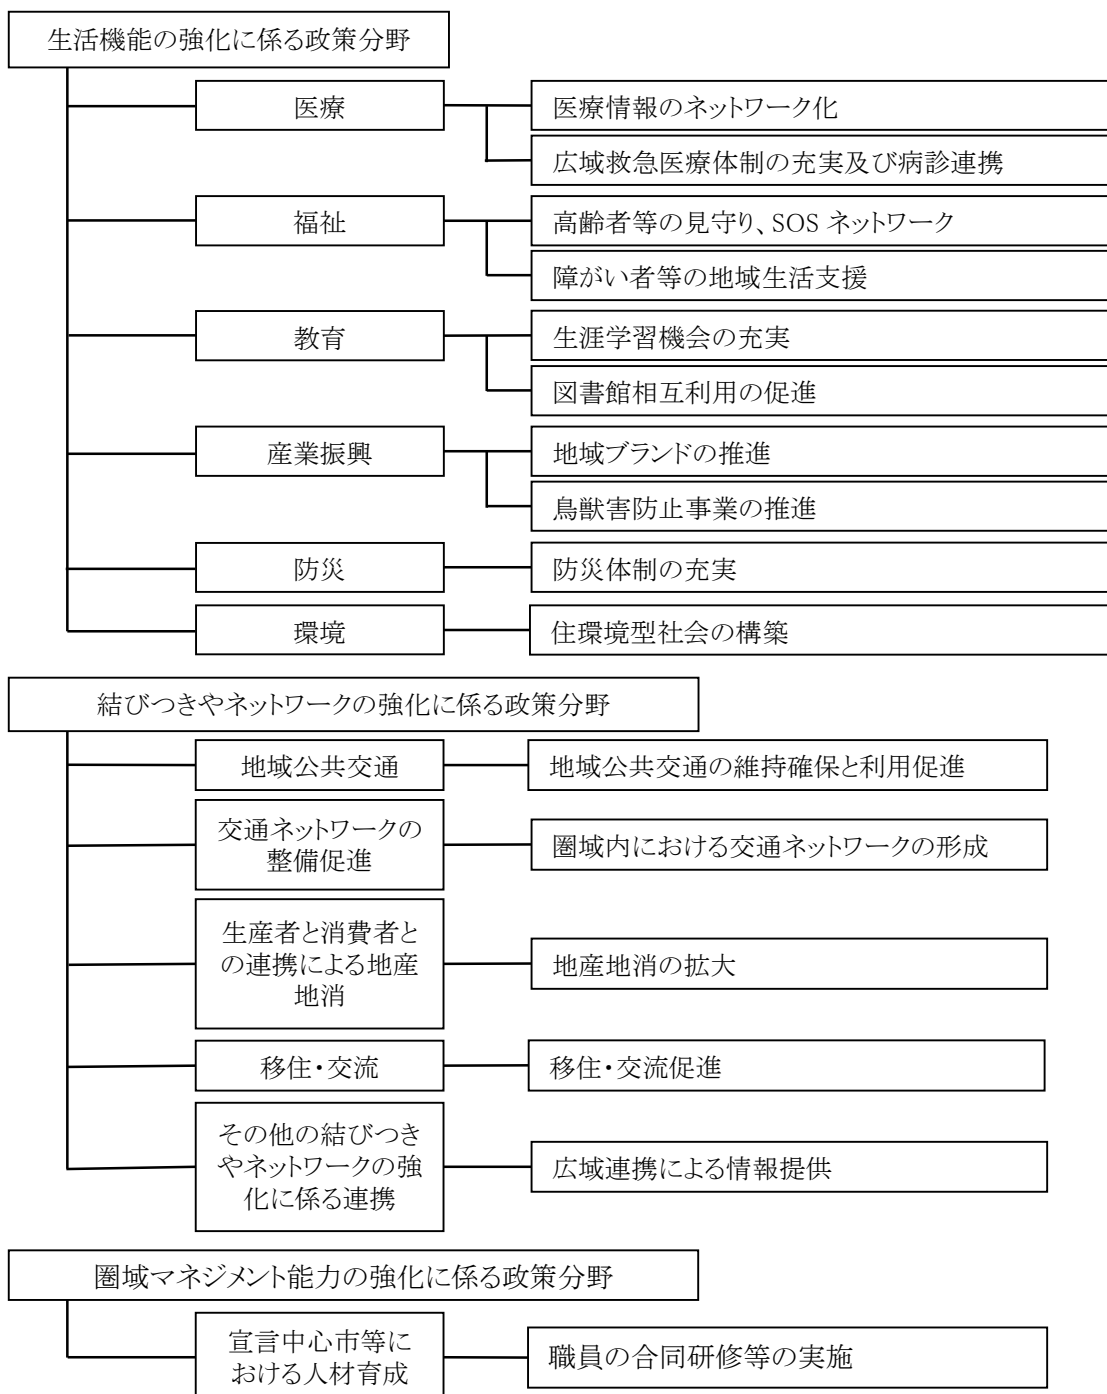 生活機能の強化に係る政策分野
医療
医療情報のネットワーク化
広域救急医療体制の充実及び病診連携
福祉
高齢者等の見守り、SOS ネットワーク
障がい者等の地域生活支援
教育
生涯学習機会の充実
図書館相互利用の促進
産業振興
地域ブランドの推進
鳥獣害防止事業の推進
防災
防災体制の充実
環境
住環境型社会の構築
結びつきやネットワークの強化に係る政策分野
地域公共交通
地域公共交通の維持確保と利用促進
交通ネットワークの
整備促進
圏域内における交通ネットワークの形成
生産者と消費者と
の連携による地産
地消
地産地消の拡大
移住・交流
移住・交流促進
その他の結びつき
やネットワークの強
化に係る連携
広域連携による情報提供
圏域マネジメント能力の強化に係る政策分野
宣言中心市等に
おける人材育成
職員の合同研修等の実施